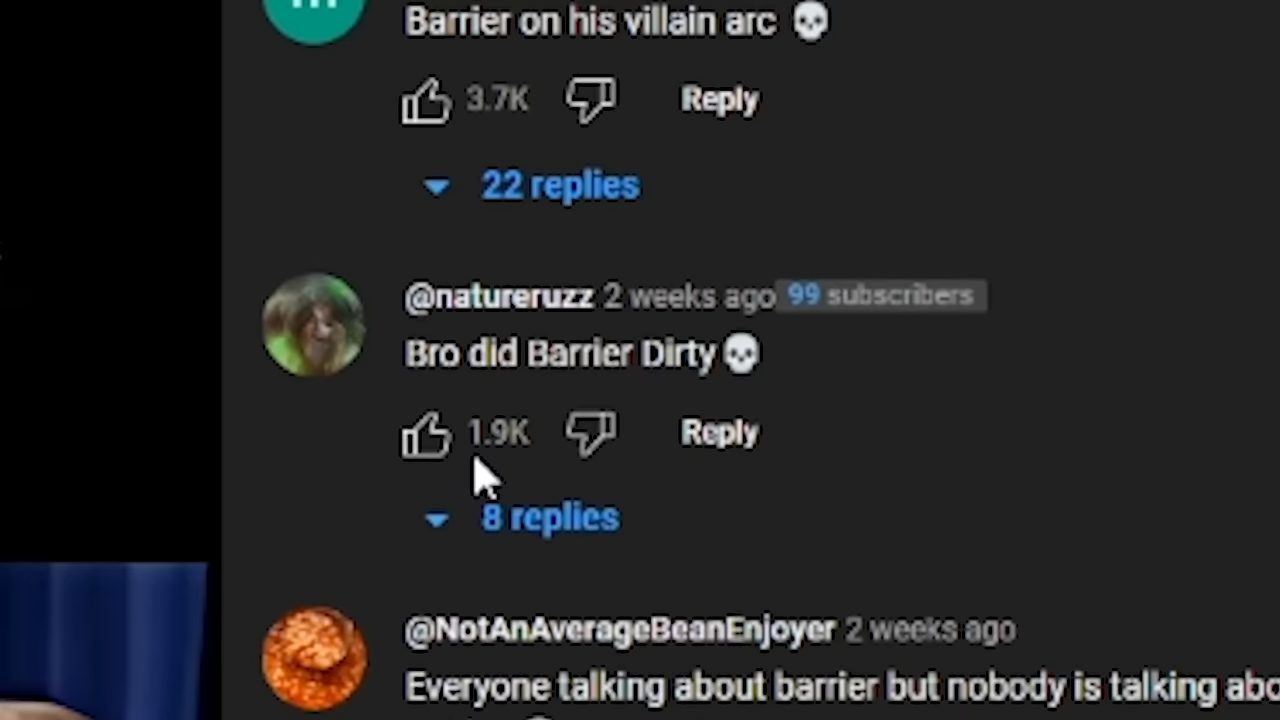 Barrier on his villain arc 💀
3.7K Reply
22 replies
@natureruzz 2 weeks ago 99 subscribers
Bro did Barrier Dirty💀
1.9K Reply
8 replies
@NotAnAverageBeanEnjoyer 2 weeks ago
Everyone talking about barrier but nobody is talking